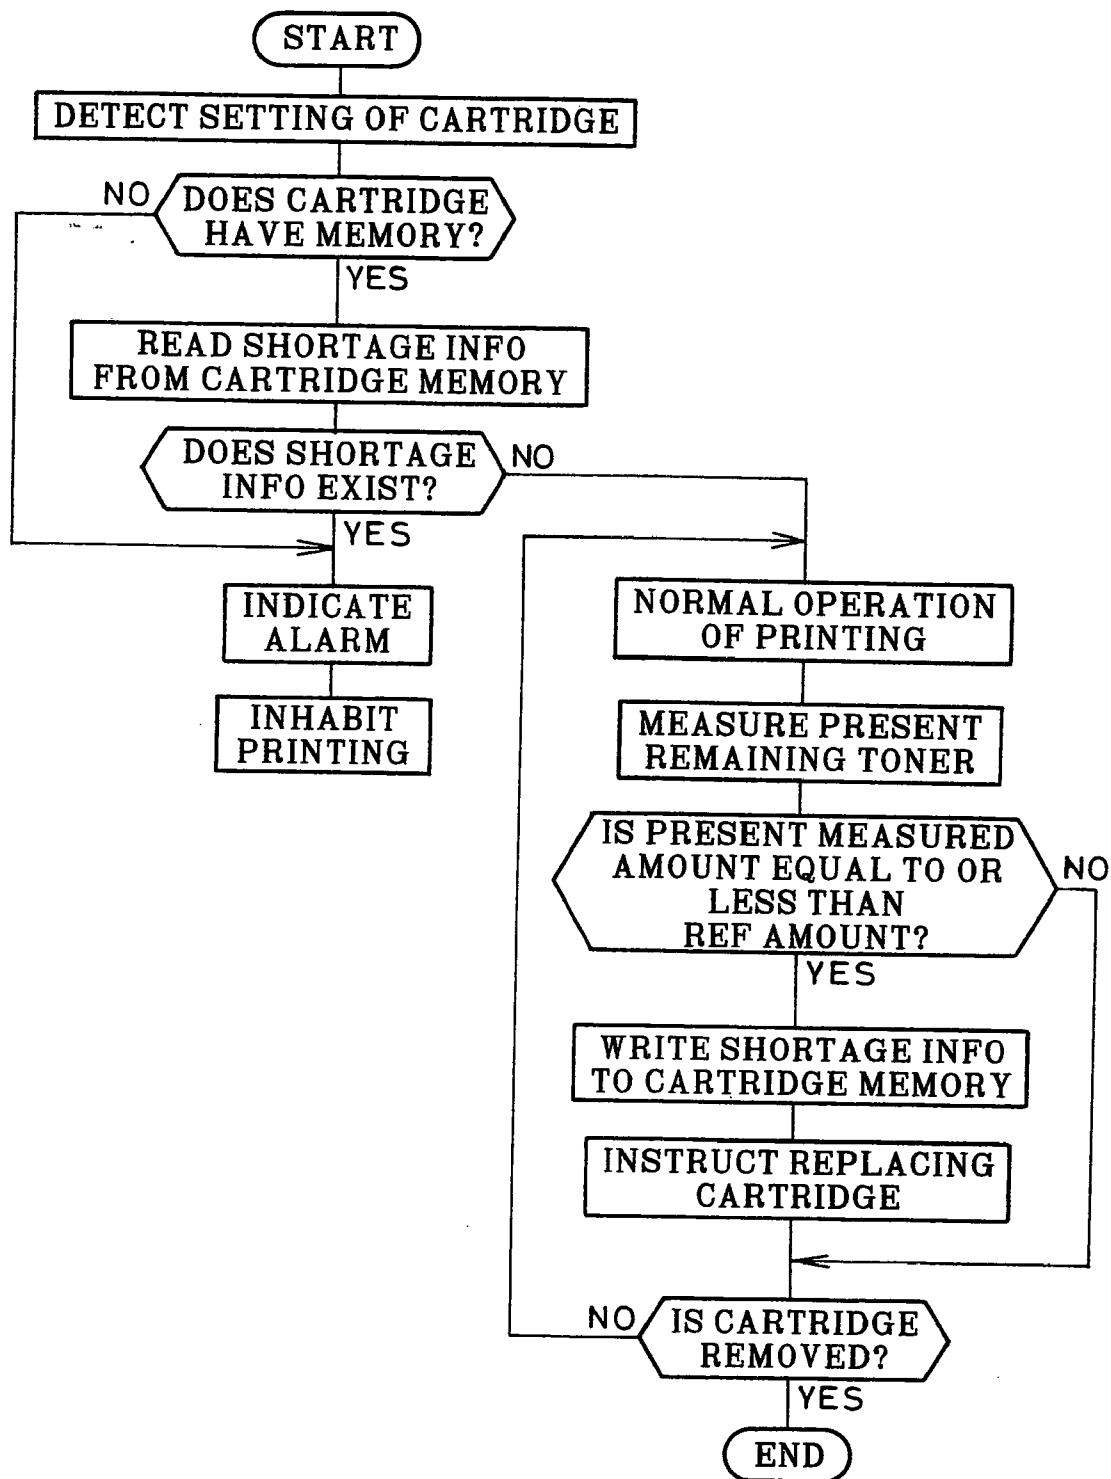 START
DETECT SETTING OF CARTRIDGE
NO
DOES CARTRIDGE
HAVE MEMORY?
YES
READ SHORTAGE INFO
FROM CARTRIDGE MEMORY
DOES SHORTAGE
INFO EXIST?
NO
YES
INDICATE
ALARM
INHABIT
PRINTING
NORMAL OPERATION
OF PRINTING
MEASURE PRESENT
REMAINING TONER
IS PRESENT MEASURED
AMOUNT EQUAL TO OR
LESS THAN
REF AMOUNT?
NO
YES
WRITE SHORTAGE INFO
TO CARTRIDGE MEMORY
INSTRUCT REPLACING
CARTRIDGE
NO
IS CARTRIDGE
REMOVED?
YES
END